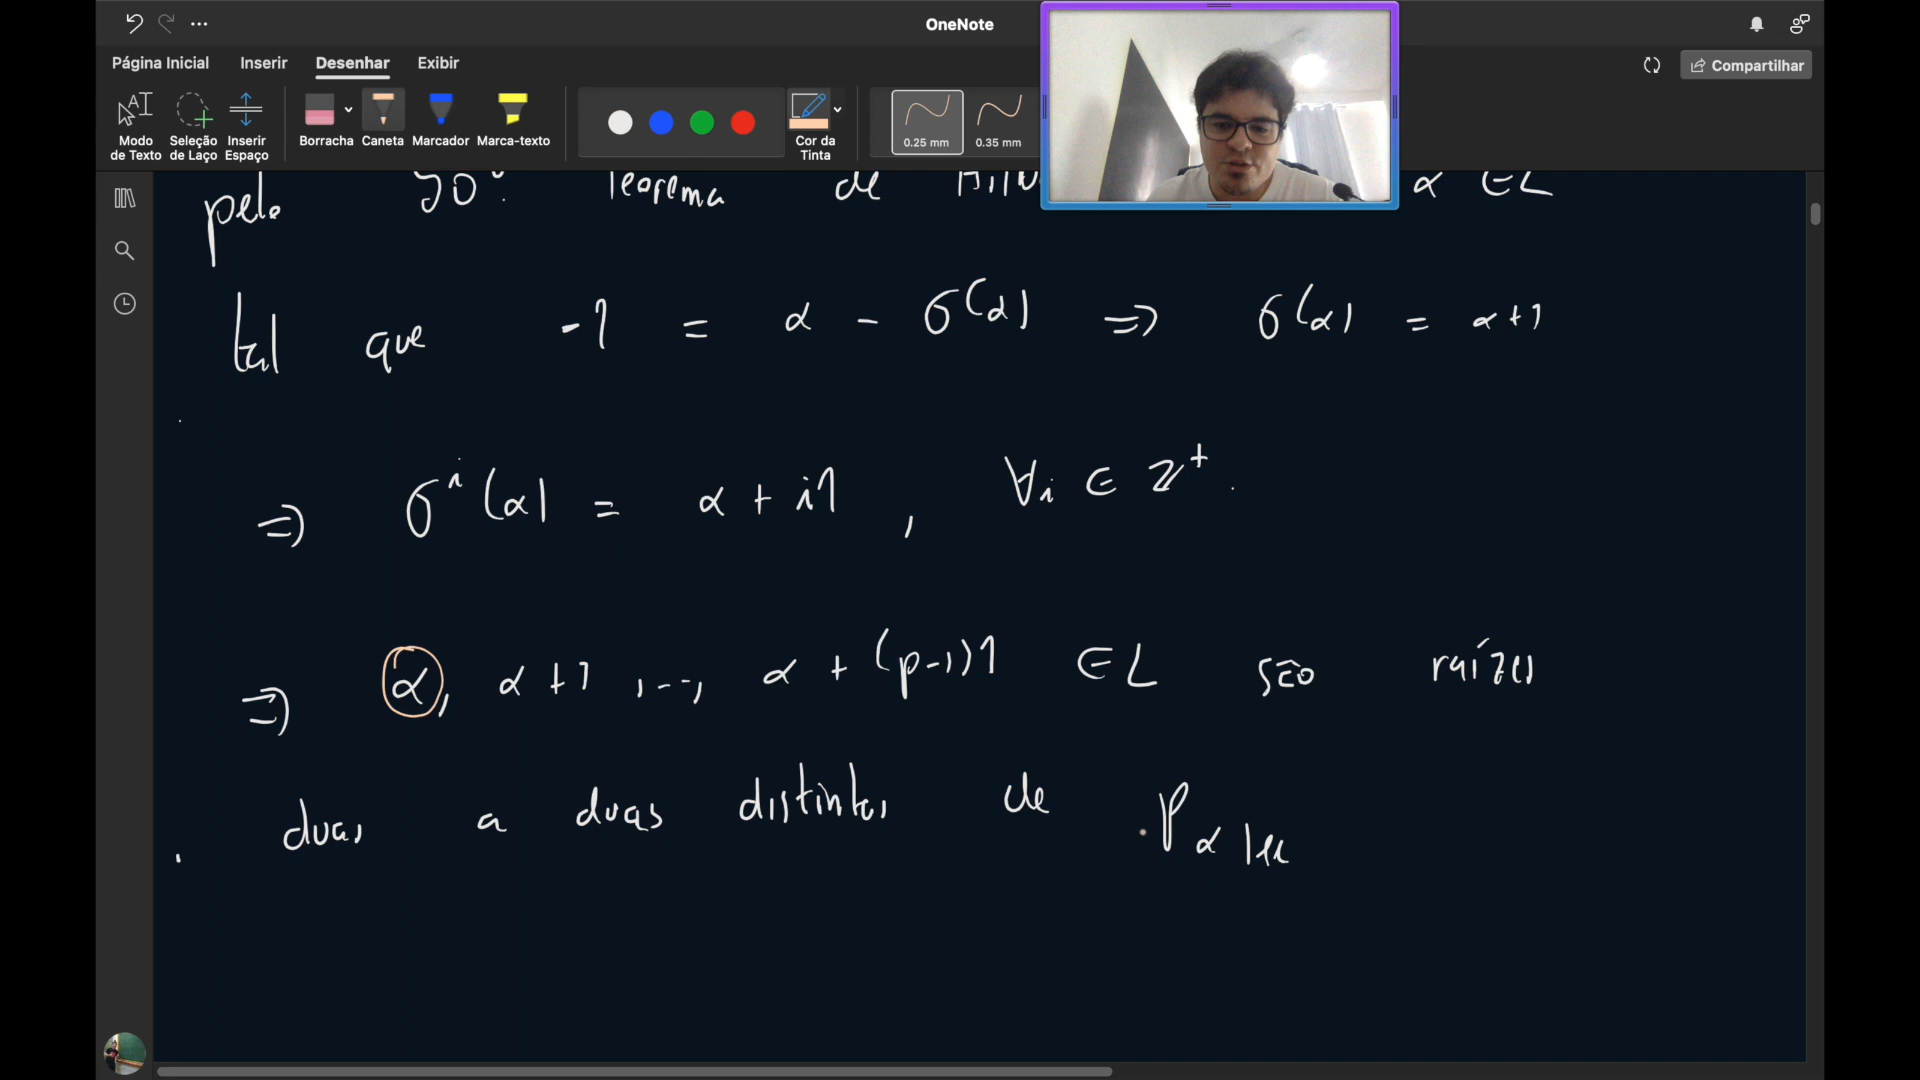 OneNote
Página Inicial Inserir Desenhar Exibir
Compartilhar
Modo de Texto Seleção de Laço Inserir Espaço Borracha Caneta Marcador Marca-texto Cor da Tinta 0.25 mm 0.35 mm
pelo 90º Teorema de α ∈ L
tal que -1 = α - σ(α) => σ(α) = α+1
=> σ^i(α) = α + i1, ∀i ∈ ℤ^+.
=> α, α+1, ..., α + (p-1)1 ∈ L são raízes
duas a duas distintas de P_α|K